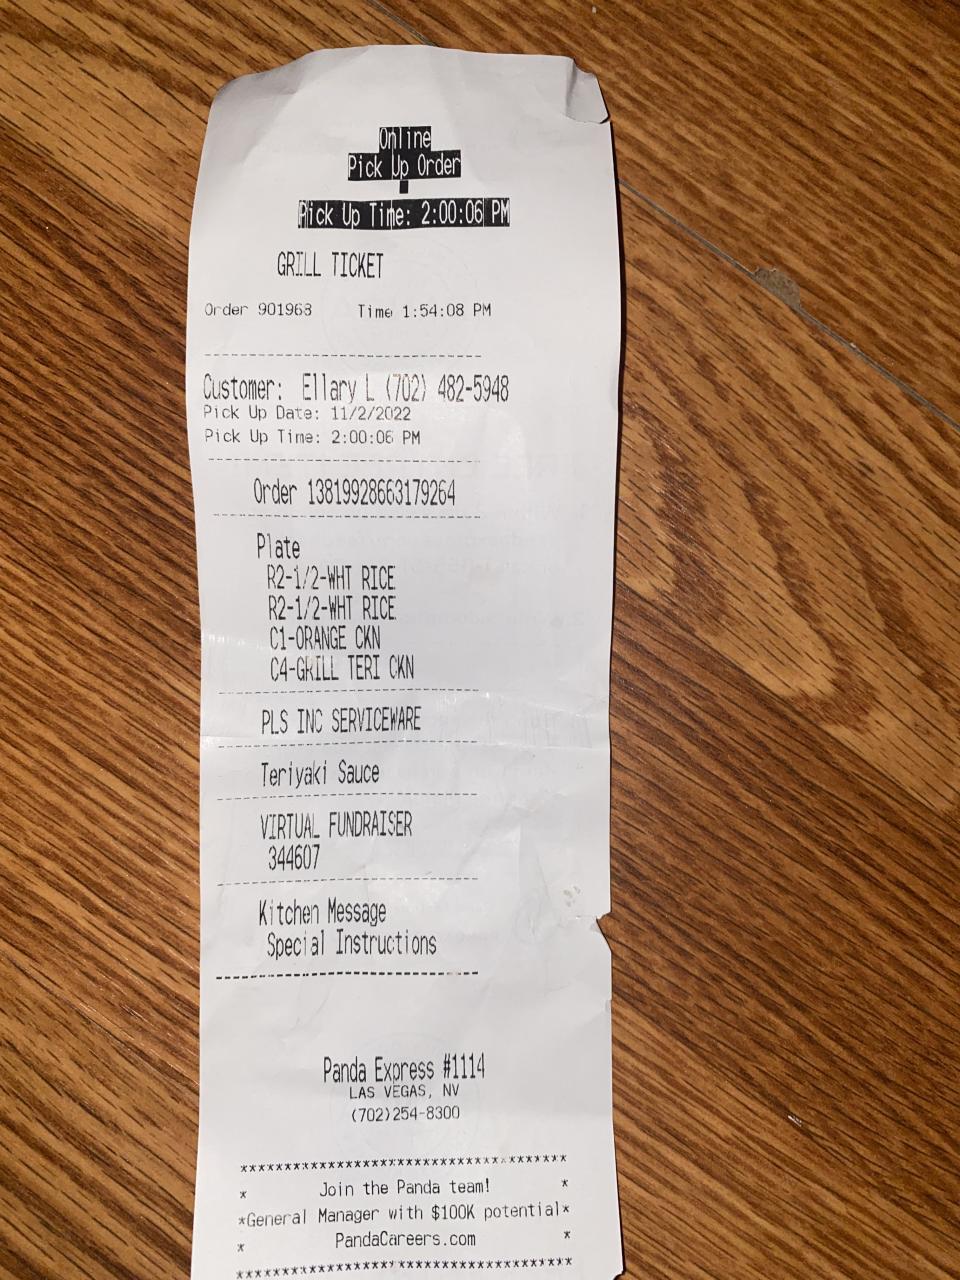 Online
Pick Up Order
Pick Up Time: 2:00:06 PM
GRILL TICKET
Order 901963 Time 1:54:08 PM
--------------------------------
Customer: Ellary L (702) 482-5948
Pick Up Date: 11/2/2022
Pick Up Time: 2:00:06 PM
--------------------------------
Order 13819928663179264
--------------------------------
Plate
R2-1/2-WHT RICE
R2-1/2-WHT RICE
C1-ORANGE CKN
C4-GRILL TERI CKN
--------------------------------
PLS INC SERVICEWARE
--------------------------------
Teriyaki Sauce
--------------------------------
VIRTUAL FUNDRAISER
344607
--------------------------------
Kitchen Message
Special Instructions
--------------------------------
Panda Express #1114
LAS VEGAS, NV
(702)254-8300
*************************************
* Join the Panda team! *
*General Manager with $100K potential*
* PandaCareers.com *
*************************************